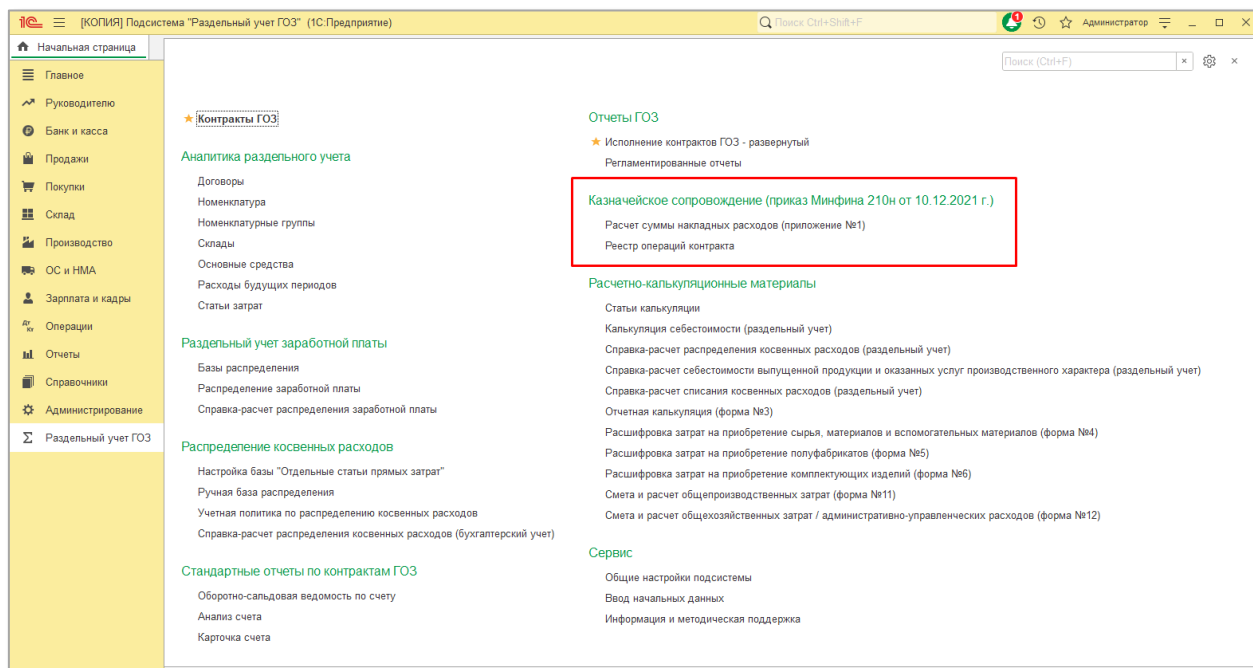 1С [КОПИЯ] Подсистема "Раздельный учет ГОЗ" (1С:Предприятие) Поиск Ctrl+Shift+F 1 Администратор
Начальная страница
Главное
Руководителю
Банк и касса
Продажи
Покупки
Склад
Производство
ОС и НМА
Зарплата и кадры
Дт Кт Операции
Отчеты
Справочники
Администрирование
Раздельный учет ГОЗ
Поиск (Ctrl+F)
Контракты ГОЗ
Аналитика раздельного учета
Договоры
Номенклатура
Номенклатурные группы
Склады
Основные средства
Расходы будущих периодов
Статьи затрат
Раздельный учет заработной платы
Базы распределения
Распределение заработной платы
Справка-расчет распределения заработной платы
Распределение косвенных расходов
Настройка базы "Отдельные статьи прямых затрат"
Ручная база распределения
Учетная политика по распределению косвенных расходов
Справка-расчет распределения косвенных расходов (бухгалтерский учет)
Стандартные отчеты по контрактам ГОЗ
Оборотно-сальдовая ведомость по счету
Анализ счета
Карточка счета
Отчеты ГОЗ
Исполнение контрактов ГОЗ - развернутый
Регламентированные отчеты
Казначейское сопровождение (приказ Минфина 210н от 10.12.2021 г.)
Расчет суммы накладных расходов (приложение №1)
Реестр операций контракта
Расчетно-калькуляционные материалы
Статьи калькуляции
Калькуляция себестоимости (раздельный учет)
Справка-расчет распределения косвенных расходов (раздельный учет)
Справка-расчет себестоимости выпущенной продукции и оказанных услуг производственного характера (раздельный учет)
Справка-расчет списания косвенных расходов (раздельный учет)
Отчетная калькуляция (форма №3)
Расшифровка затрат на приобретение сырья, материалов и вспомогательных материалов (форма №4)
Расшифровка затрат на приобретение полуфабрикатов (форма №5)
Расшифровка затрат на приобретение комплектующих изделий (форма №6)
Смета и расчет общепроизводственных затрат (форма №11)
Смета и расчет общехозяйственных затрат / административно-управленческих расходов (форма №12)
Сервис
Общие настройки подсистемы
Ввод начальных данных
Информация и методическая поддержка